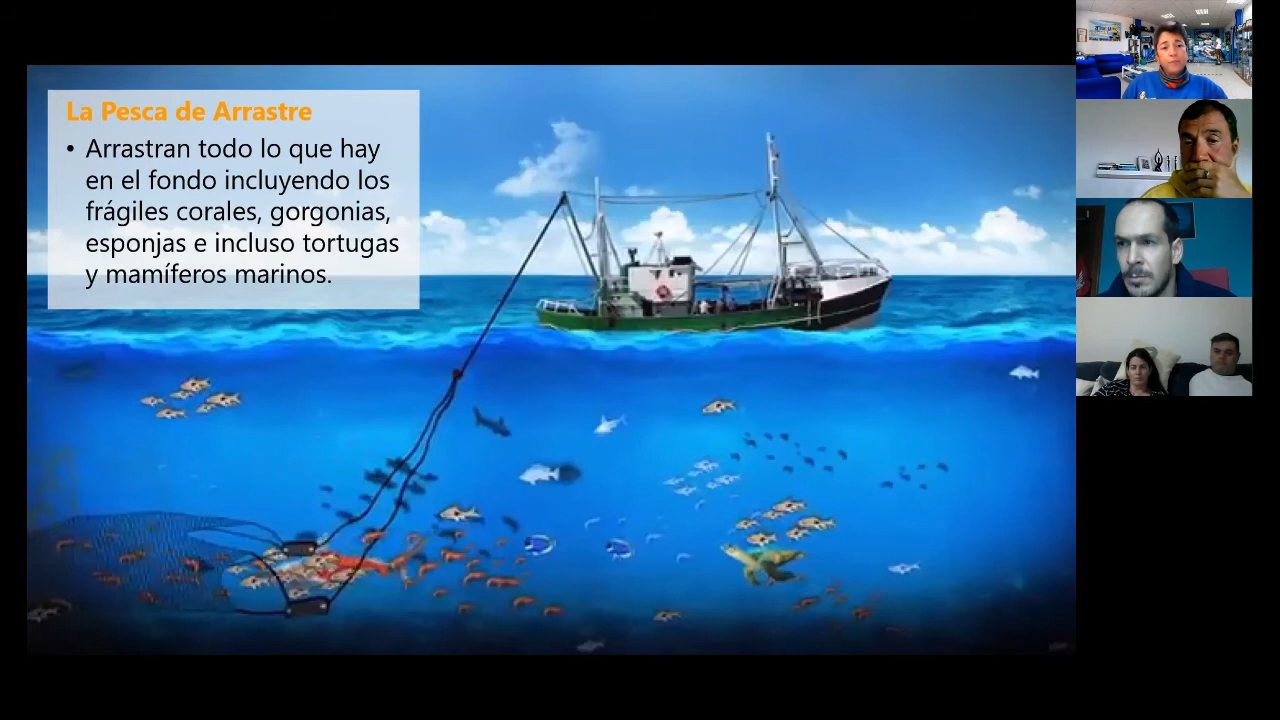 La Pesca de Arrastre
• Arrastran todo lo que hay
en el fondo incluyendo los
frágiles corales, gorgonias,
esponjas e incluso tortugas
y mamíferos marinos.